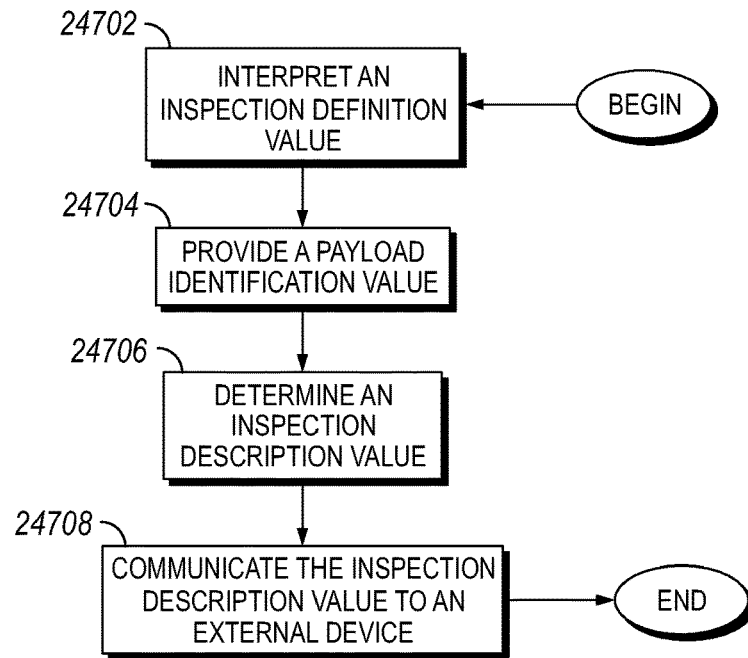 24702
INTERPRET AN
INSPECTION DEFINITION
VALUE
BEGIN
24704
PROVIDE A PAYLOAD
IDENTIFICATION VALUE
24706
DETERMINE AN
INSPECTION
DESCRIPTION VALUE
24708
COMMUNICATE THE INSPECTION
DESCRIPTION VALUE TO AN
EXTERNAL DEVICE
END